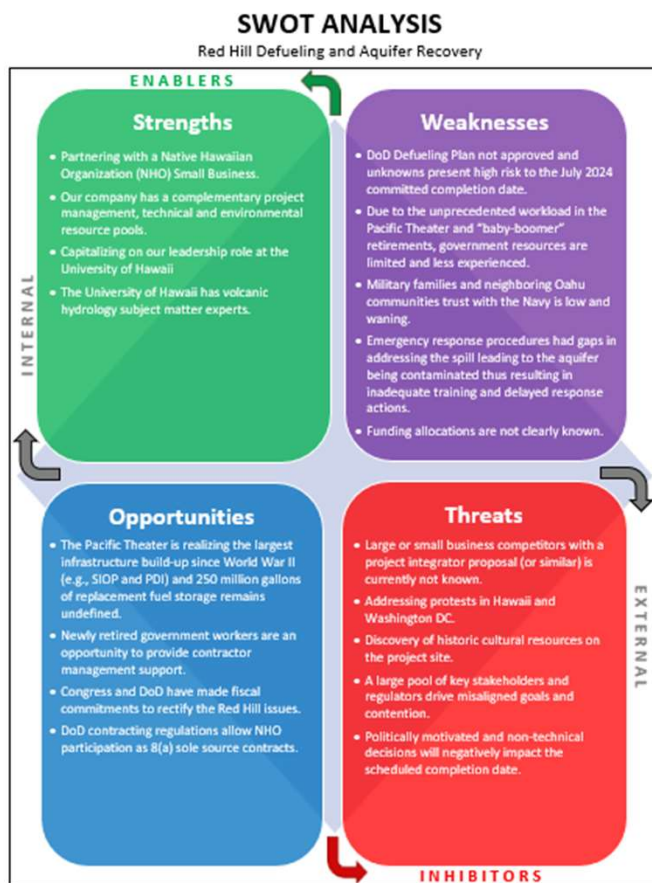 SWOT ANALYSIS
Red Hill Defueling and Aquifer Recovery
ENABLERS
INTERNAL
Strengths
• Partnering with a Native Hawaiian
Organization (NHO) Small Business.
• Our company has a complementary project
management, technical and environmental
resource pools.
• Capitalizing on our leadership role at the
University of Hawaii
• The University of Hawaii has volcanic
hydrology subject matter experts.
Weaknesses
• DoD Defueling Plan not approved and
unknowns present high risk to the July 2024
committed completion date.
• Due to the unprecedented workload in the
Pacific Theater and "baby-boomer"
retirements, government resources are
limited and less experienced.
• Military families and neighboring Oahu
communities trust with the Navy is low and
waning.
• Emergency response procedures had gaps in
addressing the spill leading to the aquifer
being contaminated thus resulting in
inadequate training and delayed response
actions.
• Funding allocations are not clearly known.
Opportunities
• The Pacific Theater is realizing the largest
infrastructure build-up since World War II
(e.g., SIOP and PDI) and 250 million gallons
of replacement fuel storage remains
undefined.
• Newly retired government workers are an
opportunity to provide contractor
management support.
• Congress and DoD have made fiscal
commitments to rectify the Red Hill issues.
• DoD contracting regulations allow NHO
participation as 8(a) sole source contracts.
Threats
• Large or small business competitors with a
project integrator proposal (or similar) is
currently not known.
• Addressing protests in Hawaii and
Washington DC.
• Discovery of historic cultural resources on
the project site.
• A large pool of key stakeholders and
regulators drive misaligned goals and
contention.
• Politically motivated and non-technical
decisions will negatively impact the
scheduled completion date.
EXTERNAL
INHIBITORS